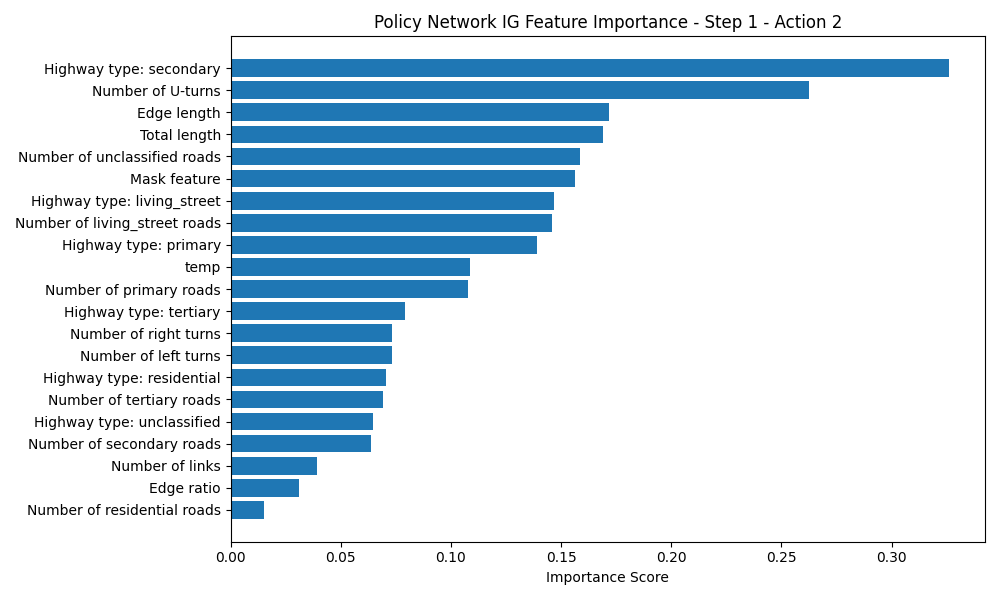 Policy Network IG Feature Importance - Step 1 - Action 2
Highway type: secondary
Number of U-turns
Edge length
Total length
Number of unclassified roads
Mask feature
Highway type: living_street
Number of living_street roads
Highway type: primary
temp
Number of primary roads
Highway type: tertiary
Number of right turns
Number of left turns
Highway type: residential
Number of tertiary roads
Highway type: unclassified
Number of secondary roads
Number of links
Edge ratio
Number of residential roads
0.00 0.05 0.10 0.15 0.20 0.25 0.30
Importance Score